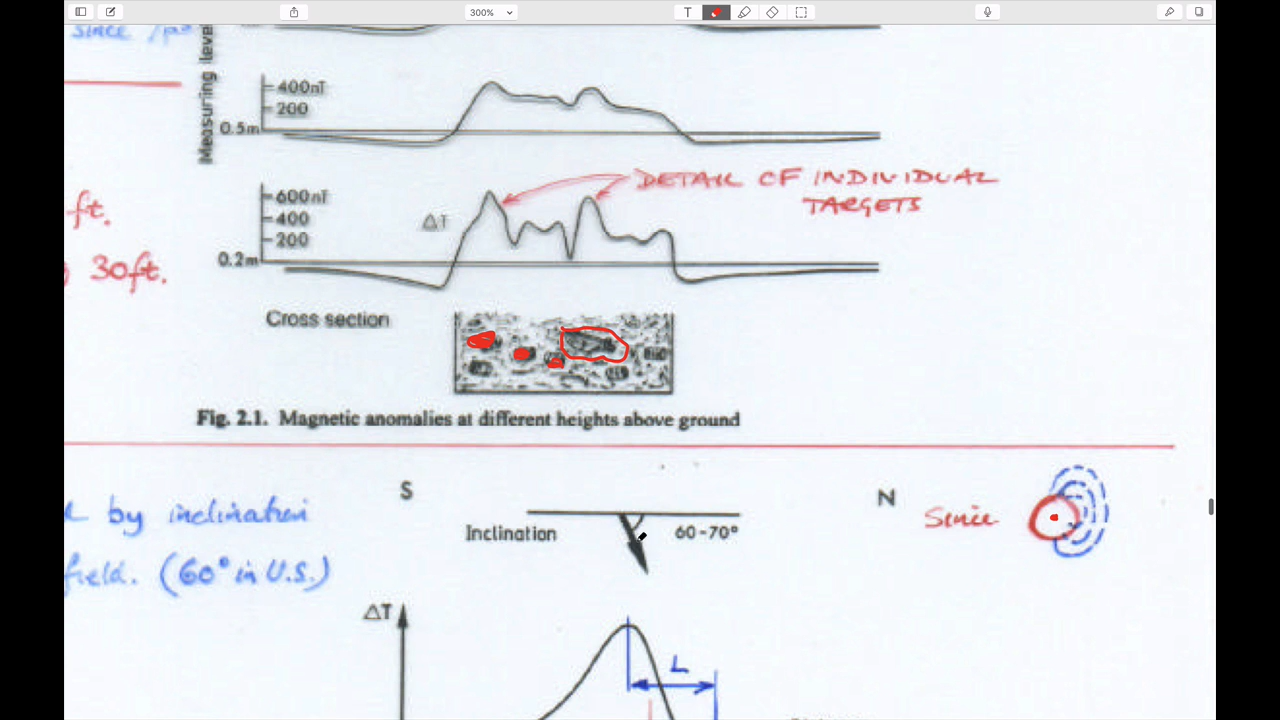 300%
T
since /p
Measuring leve
400nT
200
0.5m
DETAIL OF INDIVIDUAL
TARGETS
600nT
400
200
ΔT
0.2m
ft.
) 30ft.
Cross section
Fig. 2.1. Magnetic anomalies at different heights above ground
S
N
by inclination
Inclination
60-70°
Since
field. (60° in U.S.)
ΔT
L